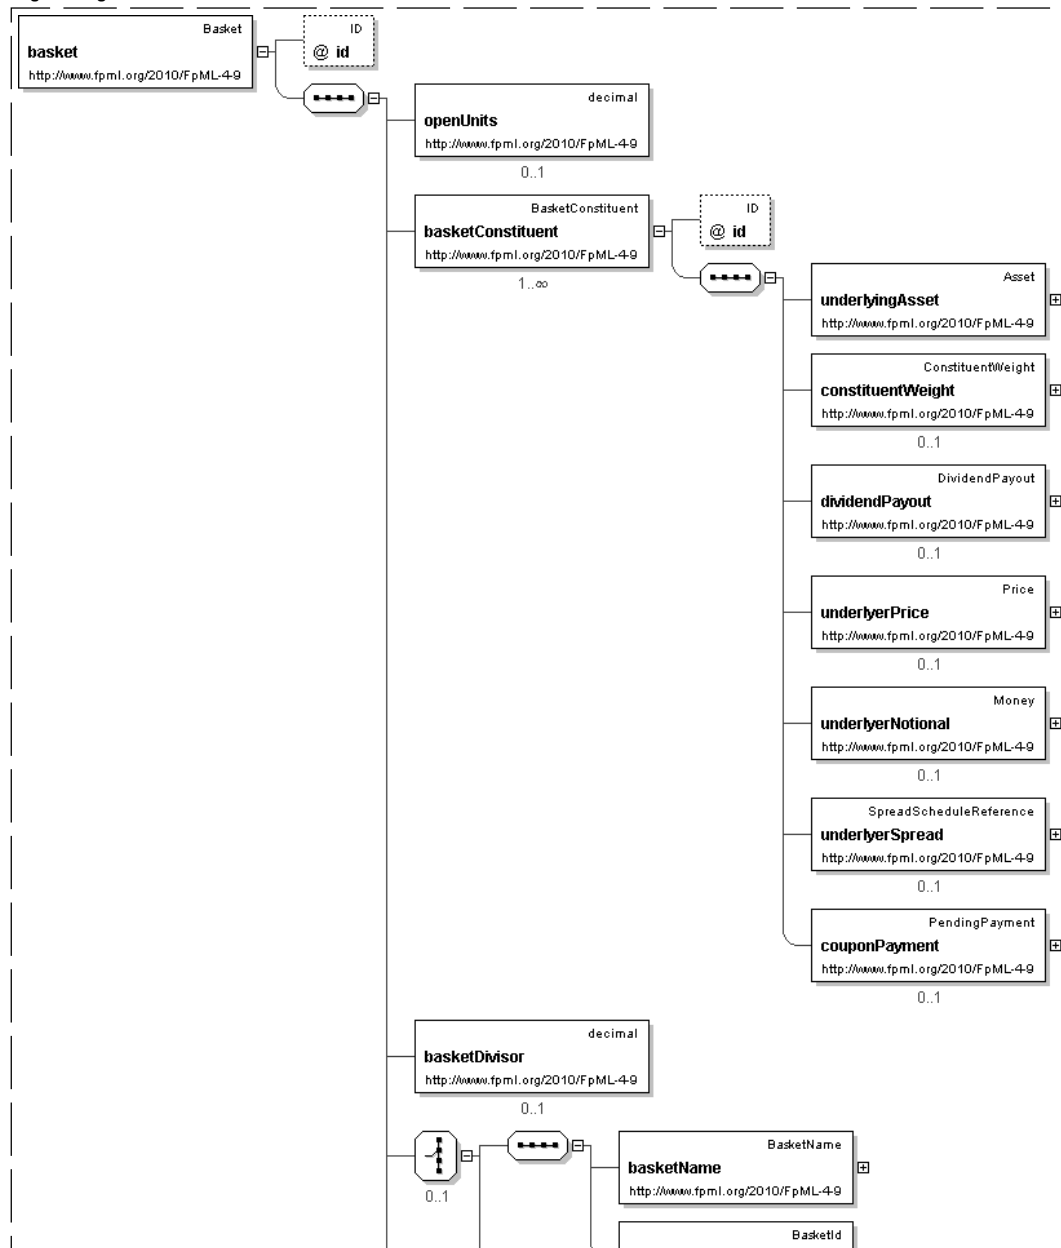 Basket
basket
http://www.fpml.org/2010/FpML-4-9
ID
@ id
decimal
openUnits
http://www.fpml.org/2010/FpML-4-9
0..1
BasketConstituent
basketConstituent
http://www.fpml.org/2010/FpML-4-9
1..∞
ID
@ id
Asset
underlyingAsset
http://www.fpml.org/2010/FpML-4-9
ConstituentWeight
constituentWeight
http://www.fpml.org/2010/FpML-4-9
0..1
DividendPayout
dividendPayout
http://www.fpml.org/2010/FpML-4-9
0..1
Price
underlyerPrice
http://www.fpml.org/2010/FpML-4-9
0..1
Money
underlyerNotional
http://www.fpml.org/2010/FpML-4-9
0..1
SpreadScheduleReference
underlyerSpread
http://www.fpml.org/2010/FpML-4-9
0..1
PendingPayment
couponPayment
http://www.fpml.org/2010/FpML-4-9
0..1
decimal
basketDivisor
http://www.fpml.org/2010/FpML-4-9
0..1
0..1
BasketName
basketName
http://www.fpml.org/2010/FpML-4-9
BasketId